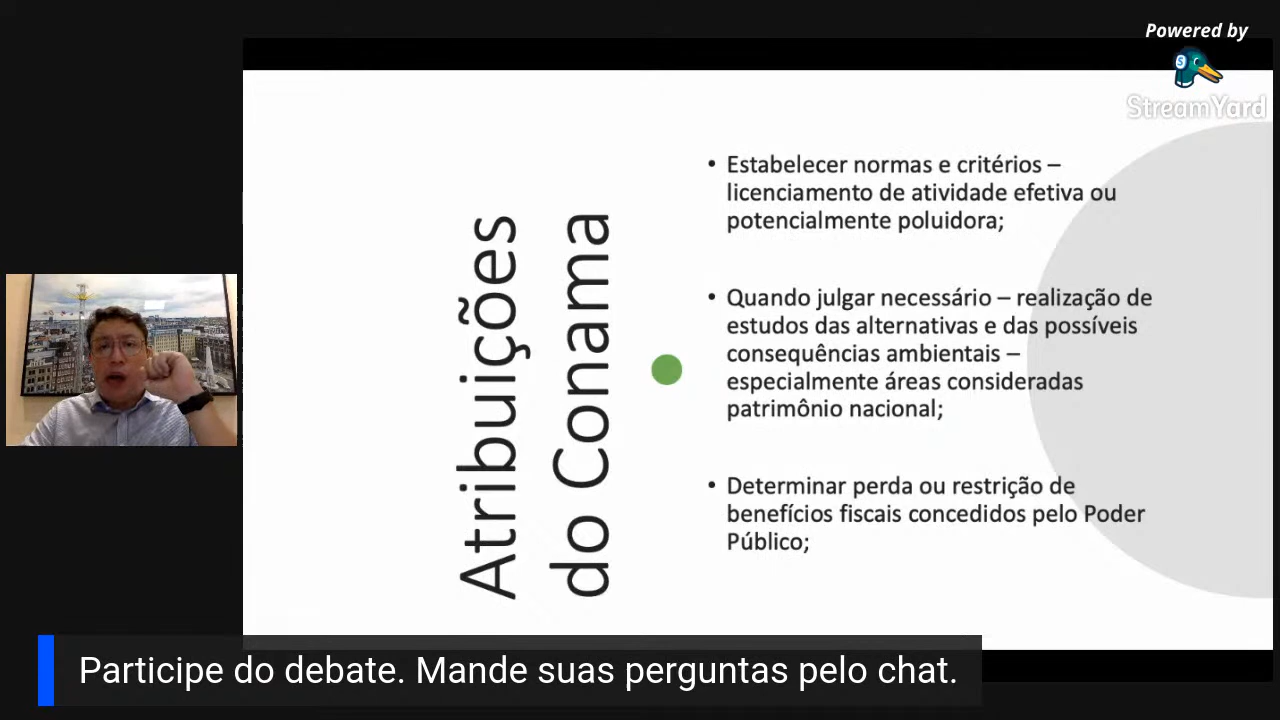 Powered by
StreamYard
Atribuições
do Conama
• Estabelecer normas e critérios –
licenciamento de atividade efetiva ou
potencialmente poluidora;
• Quando julgar necessário – realização de
estudos das alternativas e das possíveis
consequências ambientais –
especialmente áreas consideradas
patrimônio nacional;
• Determinar perda ou restrição de
benefícios fiscais concedidos pelo Poder
Público;
Participe do debate. Mande suas perguntas pelo chat.